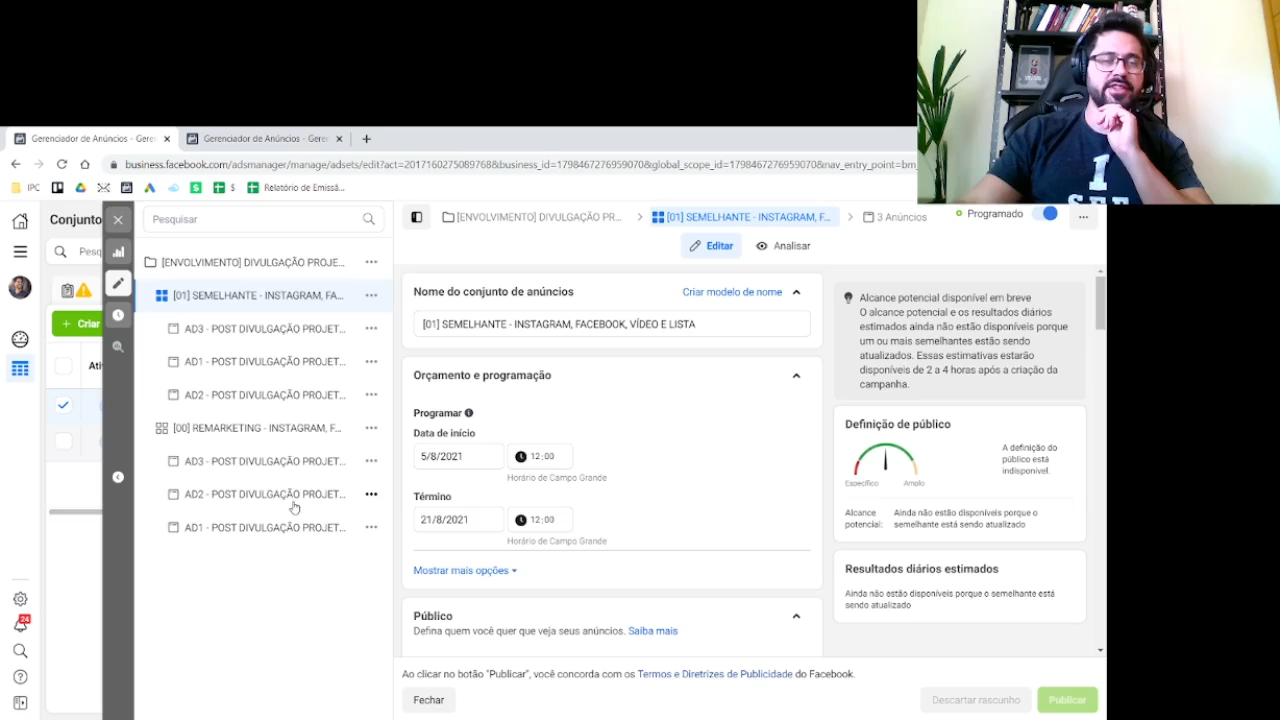 Gerenciador de Anúncios - Gere
Gerenciador de Anúncios - Gere
business.facebook.com/adsmanager/manage/adsets/edit?act=2017160275089768&business_id=1798467276959070&global_scope_id=1798467276959070&nav_entry_point=bm_
IPC
$
Relatório de Emissã...
Conjunto
Pesq
Criar
Ati
24
Pesquisar
[ENVOLVIMENTO] DIVULGAÇÃO PROJE...
[01] SEMELHANTE - INSTAGRAM, FA...
AD3 - POST DIVULGAÇÃO PROJET...
AD1 - POST DIVULGAÇÃO PROJET...
AD2 - POST DIVULGAÇÃO PROJET...
[00] REMARKETING - INSTAGRAM, F...
AD3 - POST DIVULGAÇÃO PROJET...
AD2 - POST DIVULGAÇÃO PROJET...
AD1 - POST DIVULGAÇÃO PROJET...
[ENVOLVIMENTO] DIVULGAÇÃO PR...
[01] SEMELHANTE - INSTAGRAM, F...
3 Anúncios
Programado
Editar
Analisar
Nome do conjunto de anúncios
Criar modelo de nome
[01] SEMELHANTE - INSTAGRAM, FACEBOOK, VÍDEO E LISTA
Orçamento e programação
Programar
Data de início
5/8/2021
12:00
Horário de Campo Grande
Término
21/8/2021
12:00
Horário de Campo Grande
Mostrar mais opções
Público
Defina quem você quer que veja seus anúncios. Saiba mais
Alcance potencial disponível em breve
O alcance potencial e os resultados diários
estimados ainda não estão disponíveis porque
um ou mais semelhantes estão sendo
atualizados. Essas estimativas estarão
disponíveis de 2 a 4 horas após a criação da
campanha.
Definição de público
Específico
Amplo
A definição do
público está
indisponível.
Alcance
potencial:
Ainda não estão disponíveis porque o
semelhante está sendo atualizado
Resultados diários estimados
Ainda não estão disponíveis porque o semelhante está
sendo atualizado
Ao clicar no botão "Publicar", você concorda com os Termos e Diretrizes de Publicidade do Facebook.
Fechar
Descartar rascunho
Publicar
1